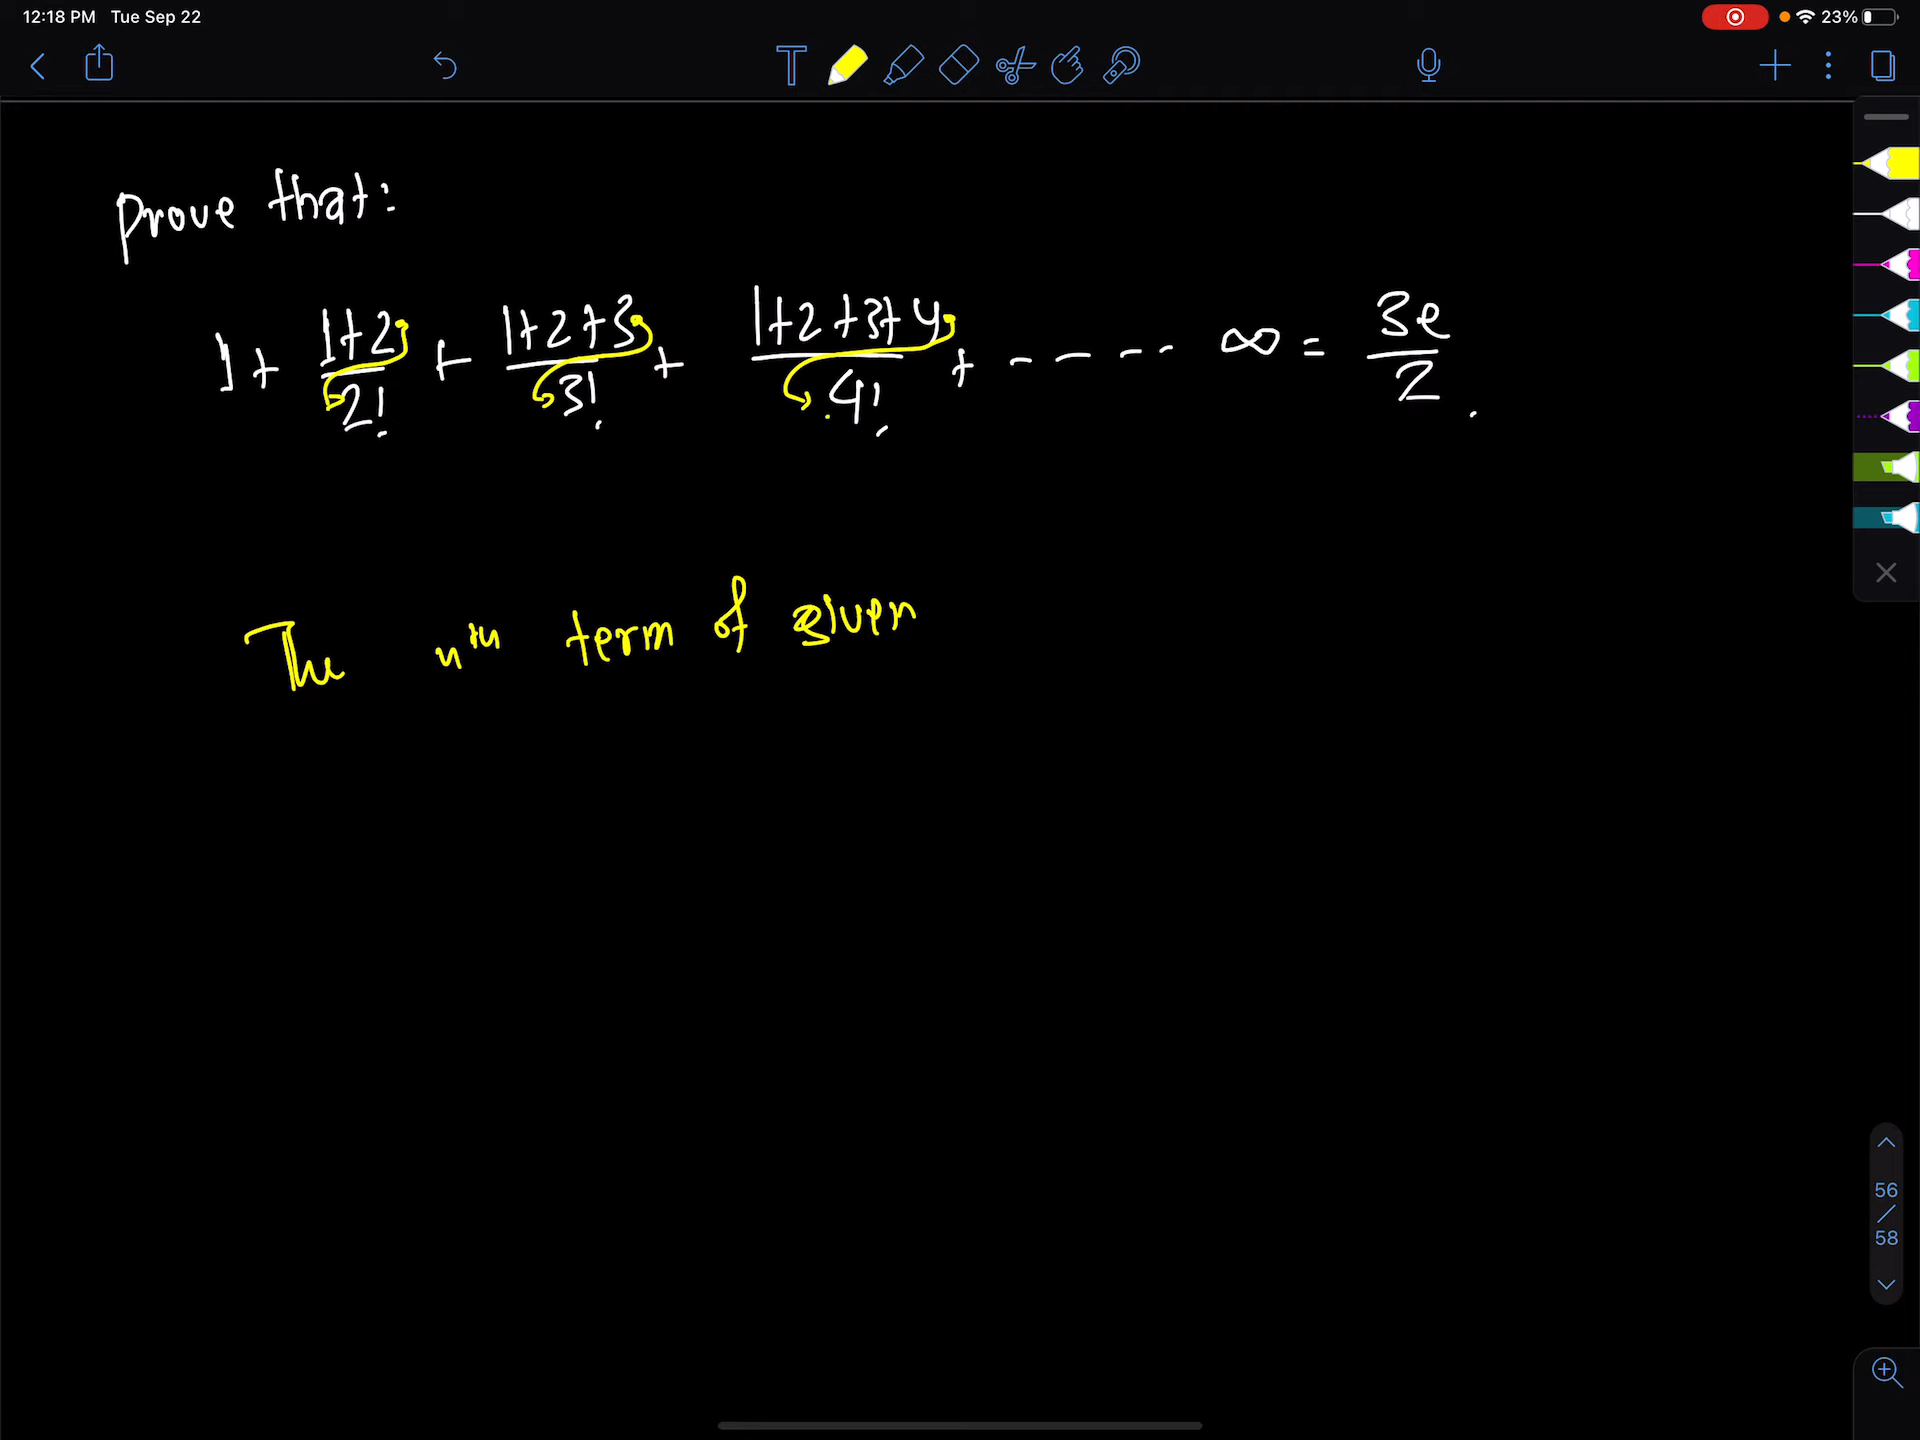 12:18 PM Tue Sep 22
23%
T
Prove that:
1 + (1+2)/2! + (1+2+3)/3! + (1+2+3+4)/4! + ----- ∞ = 3e/2.
The nth term of given
56
/
58